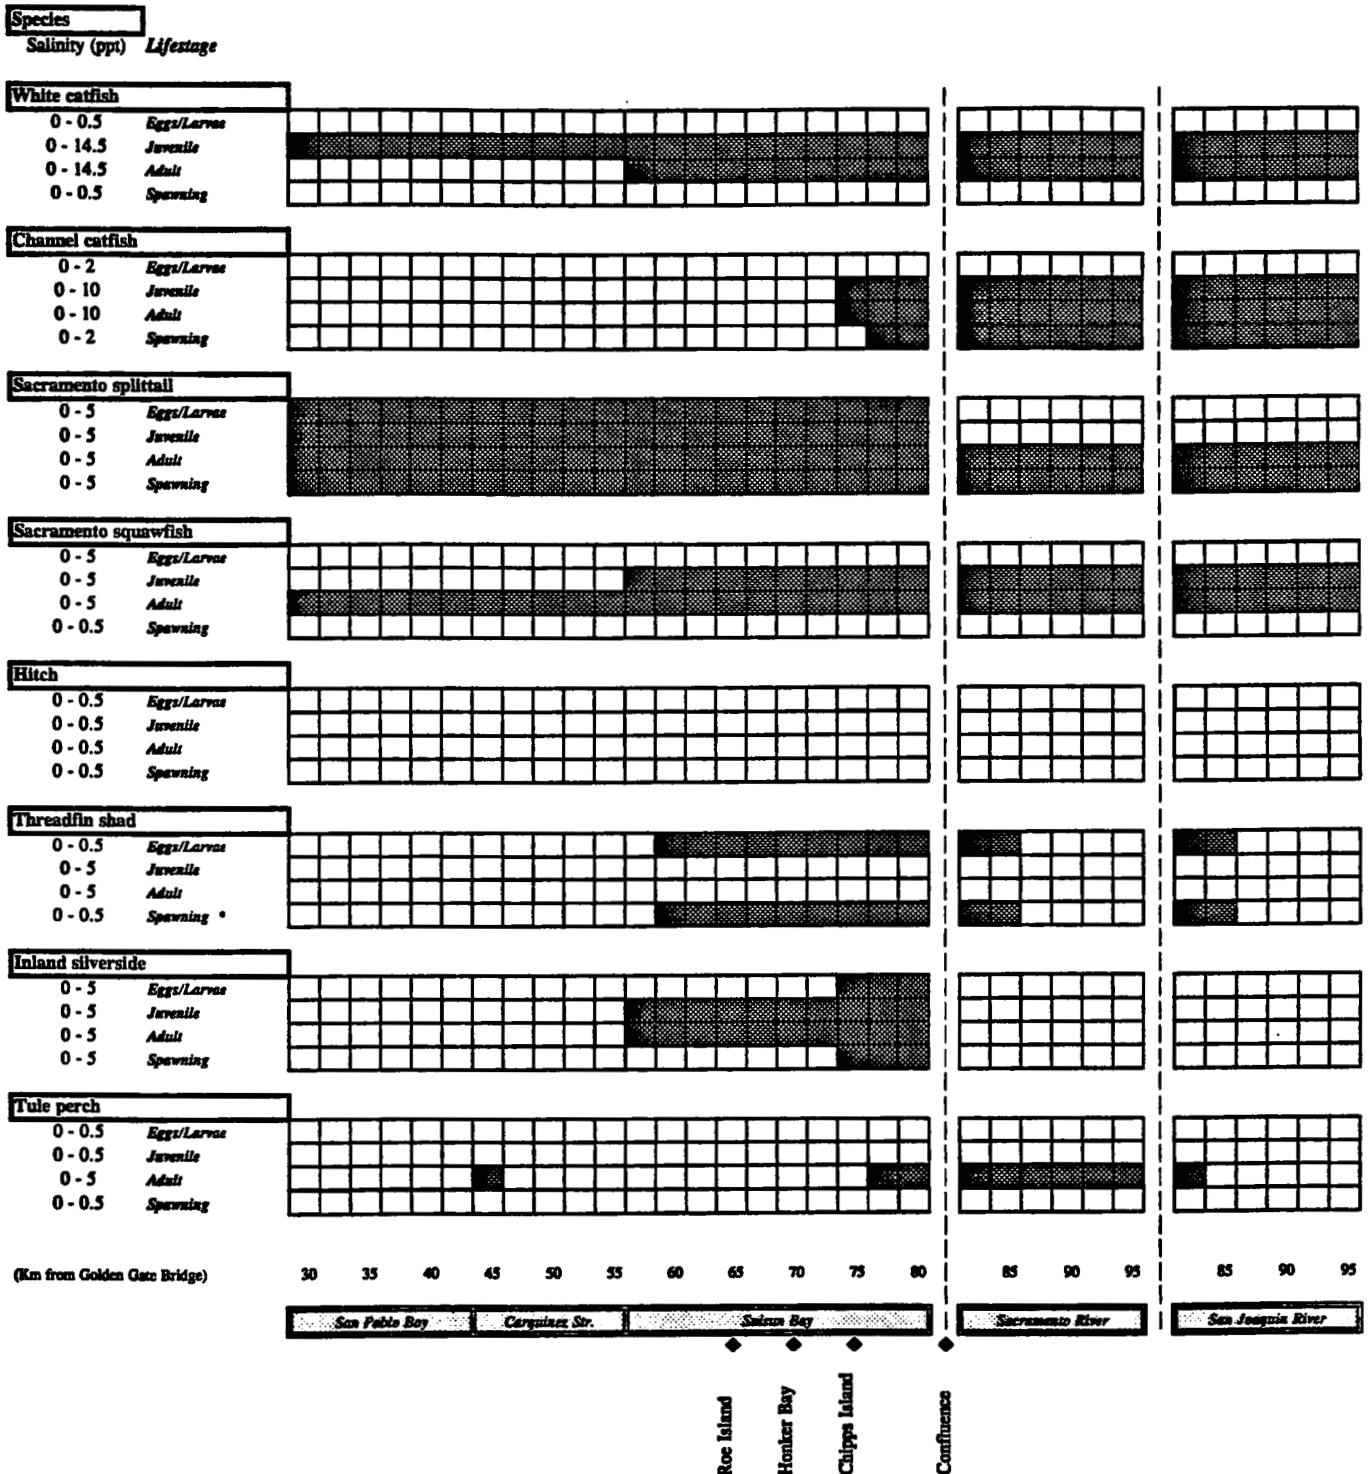 Species
Salinity (ppt) Lifestage
White catfish
0 - 0.5 Eggs/Larvae
0 - 14.5 Juvenile
0 - 14.5 Adult
0 - 0.5 Spawning
Channel catfish
0 - 2 Eggs/Larvae
0 - 10 Juvenile
0 - 10 Adult
0 - 2 Spawning
Sacramento splittail
0 - 5 Eggs/Larvae
0 - 5 Juvenile
0 - 5 Adult
0 - 5 Spawning
Sacramento squawfish
0 - 5 Eggs/Larvae
0 - 5 Juvenile
0 - 5 Adult
0 - 0.5 Spawning
Hitch
0 - 0.5 Eggs/Larvae
0 - 0.5 Juvenile
0 - 0.5 Adult
0 - 0.5 Spawning
Threadfin shad
0 - 0.5 Eggs/Larvae
0 - 5 Juvenile
0 - 5 Adult
0 - 0.5 Spawning *
Inland silverside
0 - 5 Eggs/Larvae
0 - 5 Juvenile
0 - 5 Adult
0 - 5 Spawning
Tule perch
0 - 0.5 Eggs/Larvae
0 - 0.5 Juvenile
0 - 5 Adult
0 - 0.5 Spawning
(Km from Golden Gate Bridge) 30 35 40 45 50 55 60 65 70 75 80 85 90 95 85 90 95
San Pablo Bay Carquinez Str. Suisun Bay Sacramento River San Joaquin River
Roe Island
Honker Bay
Chipps Island
Confluence